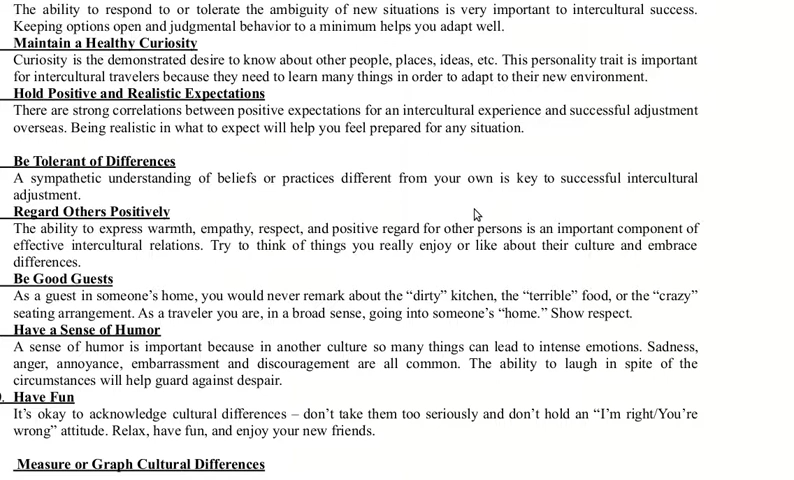 The ability to respond to or tolerate the ambiguity of new situations is very important to intercultural success.
Keeping options open and judgmental behavior to a minimum helps you adapt well.
Maintain a Healthy Curiosity
Curiosity is the demonstrated desire to know about other people, places, ideas, etc. This personality trait is important
for intercultural travelers because they need to learn many things in order to adapt to their new environment.
Hold Positive and Realistic Expectations
There are strong correlations between positive expectations for an intercultural experience and successful adjustment
overseas. Being realistic in what to expect will help you feel prepared for any situation.
Be Tolerant of Differences
A sympathetic understanding of beliefs or practices different from your own is key to successful intercultural
adjustment.
Regard Others Positively
The ability to express warmth, empathy, respect, and positive regard for other persons is an important component of
effective intercultural relations. Try to think of things you really enjoy or like about their culture and embrace
differences.
Be Good Guests
As a guest in someone’s home, you would never remark about the “dirty” kitchen, the “terrible” food, or the “crazy”
seating arrangement. As a traveler you are, in a broad sense, going into someone’s “home.” Show respect.
Have a Sense of Humor
A sense of humor is important because in another culture so many things can lead to intense emotions. Sadness,
anger, annoyance, embarrassment and discouragement are all common. The ability to laugh in spite of the
circumstances will help guard against despair.
Have Fun
It’s okay to acknowledge cultural differences – don’t take them too seriously and don’t hold an “I’m right/You’re
wrong” attitude. Relax, have fun, and enjoy your new friends.
Measure or Graph Cultural Differences